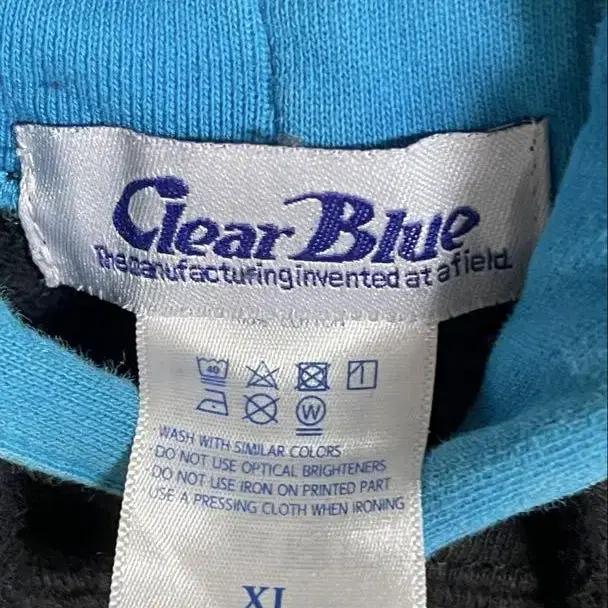 Clear Blue
The manufacturing invented at a field
COTTON
40
W
WASH WITH SIMILAR COLORS
DO NOT USE OPTICAL BRIGHTENERS
DO NOT USE IRON ON PRINTED PART
USE A PRESSING CLOTH WHEN IRONING
XL